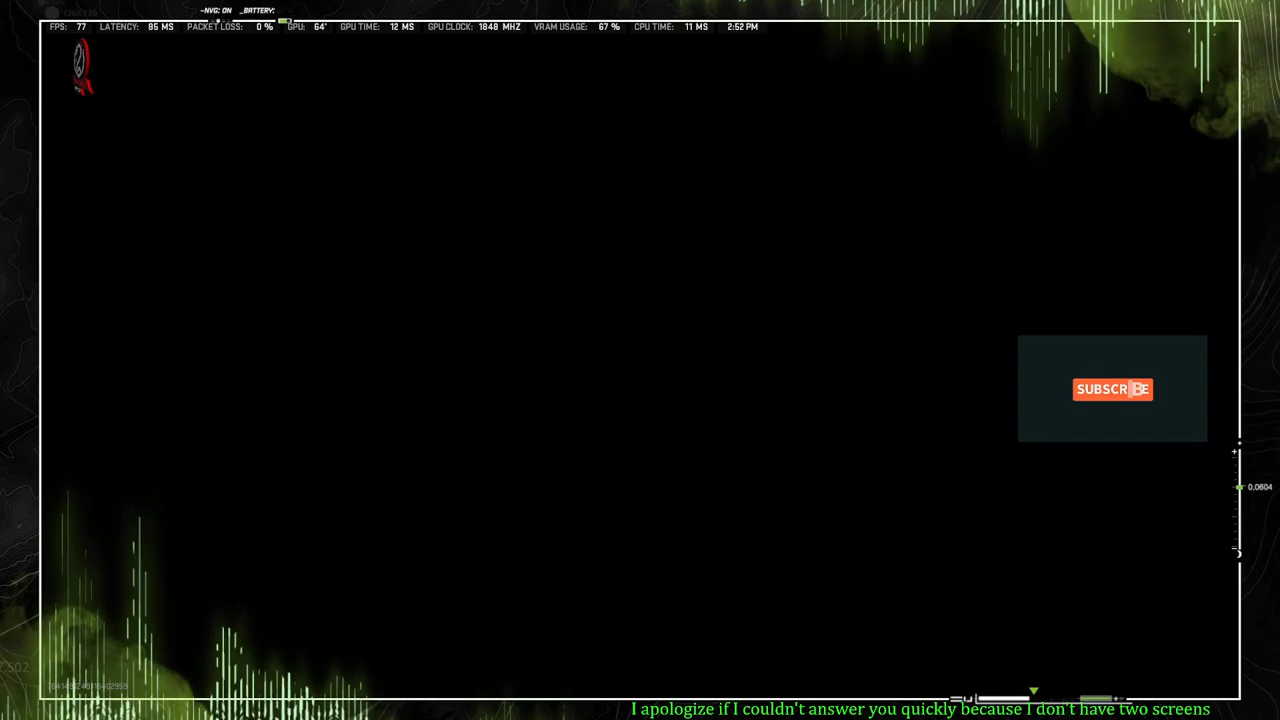 -NVG: ON _BATTERY:
FPS: 77 LATENCY: 85 MS PACKET LOSS: 0 % GPU: 64° GPU TIME: 12 MS GPU CLOCK: 1848 MHZ VRAM USAGE: 67 % CPU TIME: 11 MS 2:52 PM
SUBSCRIBE
0,0604
I apologize if I couldn't answer you quickly because I don't have two screens